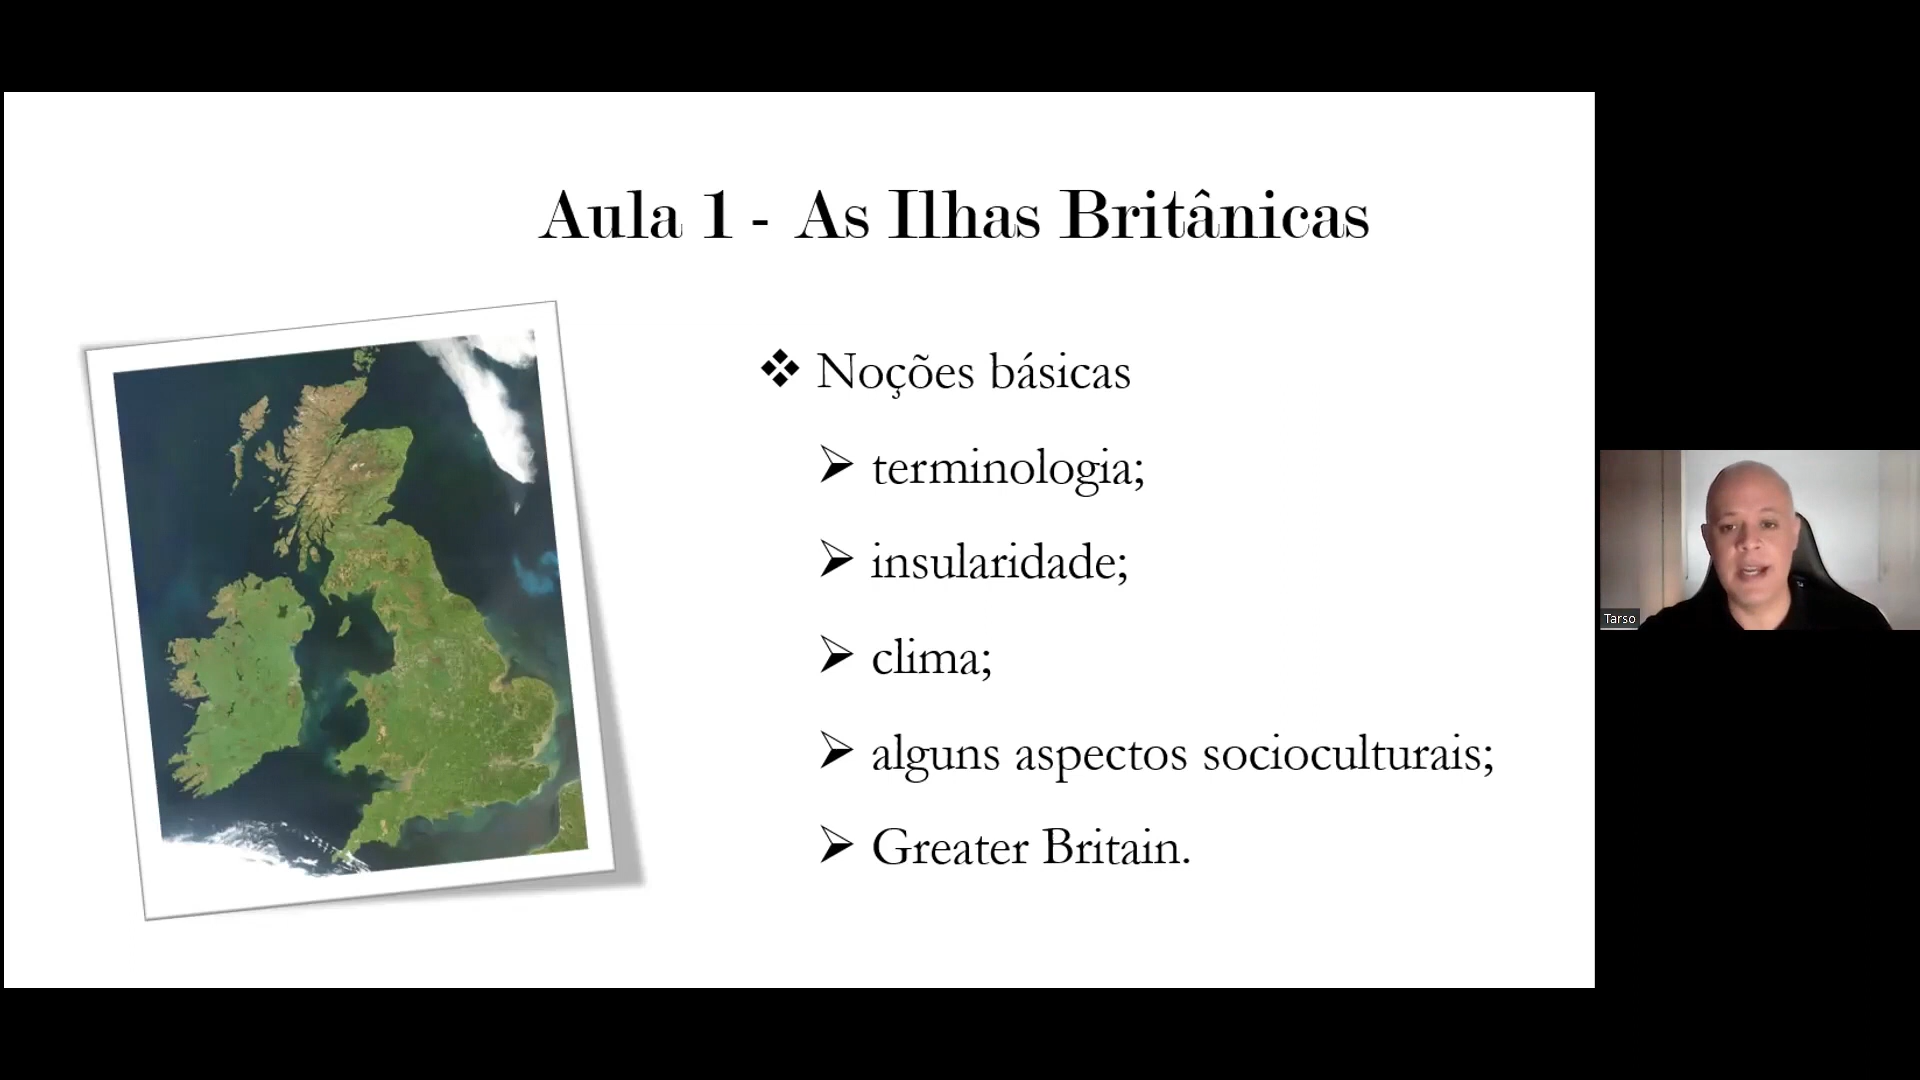 Aula 1 - As Ilhas Britânicas
Noções básicas
terminologia;
insularidade;
clima;
alguns aspectos socioculturais;
Greater Britain.
Tarso